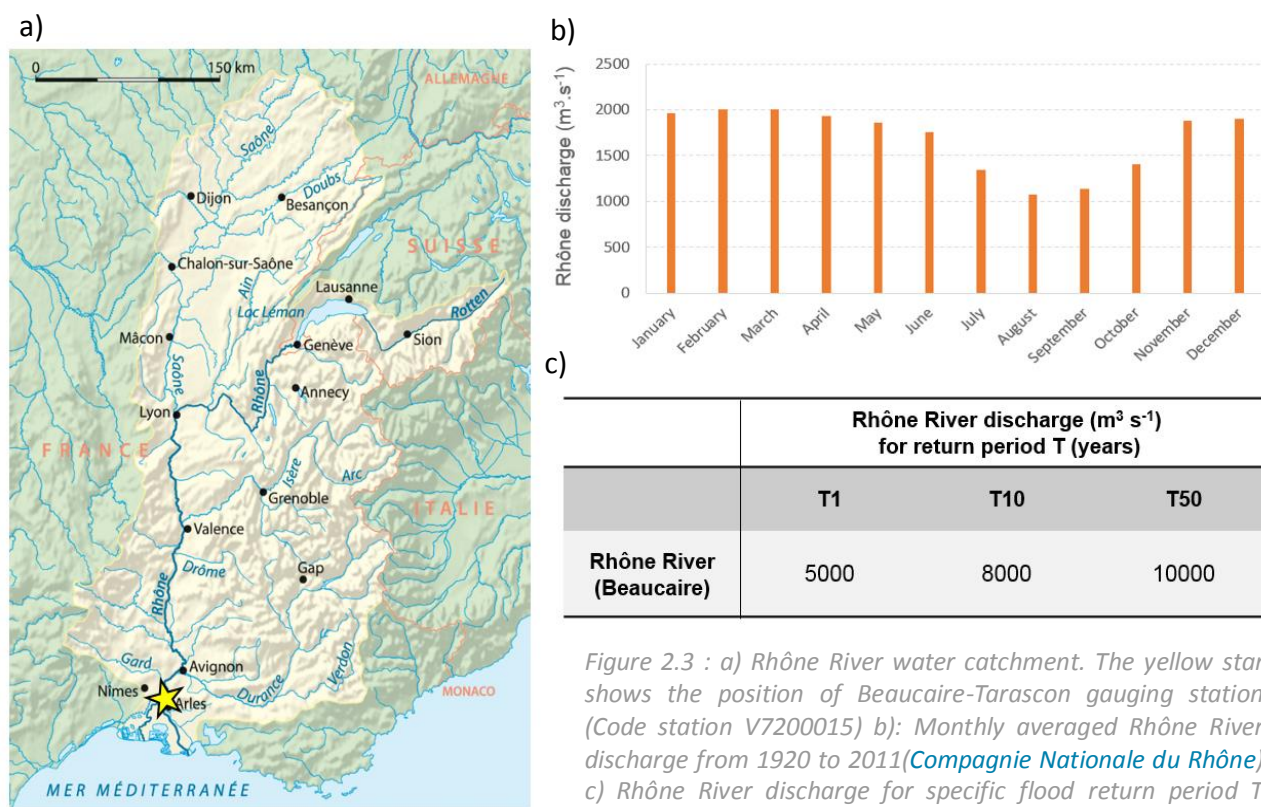 a)
0 150 km
ALLEMAGNE
Saône
Doubs
Dijon
Besançon
SUISSE
Chalon-sur-Saône
Ain
Lausanne
Lac Léman
Rotten
Mâcon
Genève
Sion
Saône
Rhône
Annecy
Lyon
FRANCE
Isère
Arc
Grenoble
ITALIE
Valence
Drôme
Gap
Rhône
Gard
Avignon
Verdon
Nîmes
Durance
MONACO
Arles
MER MÉDITERRANÉE
b)
Rhône discharge (m³.s⁻¹)
2500
2000
1500
1000
500
0
January
February
March
April
May
June
July
August
September
October
November
December
c)
Rhône River discharge (m³ s⁻¹)
for return period T (years)
T1 T10 T50
Rhône River
(Beaucaire)
5000 8000 10000
Figure 2.3 : a) Rhône River water catchment. The yellow star
shows the position of Beaucaire-Tarascon gauging station
(Code station V7200015) b): Monthly averaged Rhône River
discharge from 1920 to 2011(Compagnie Nationale du Rhône)
c) Rhône River discharge for specific flood return period T